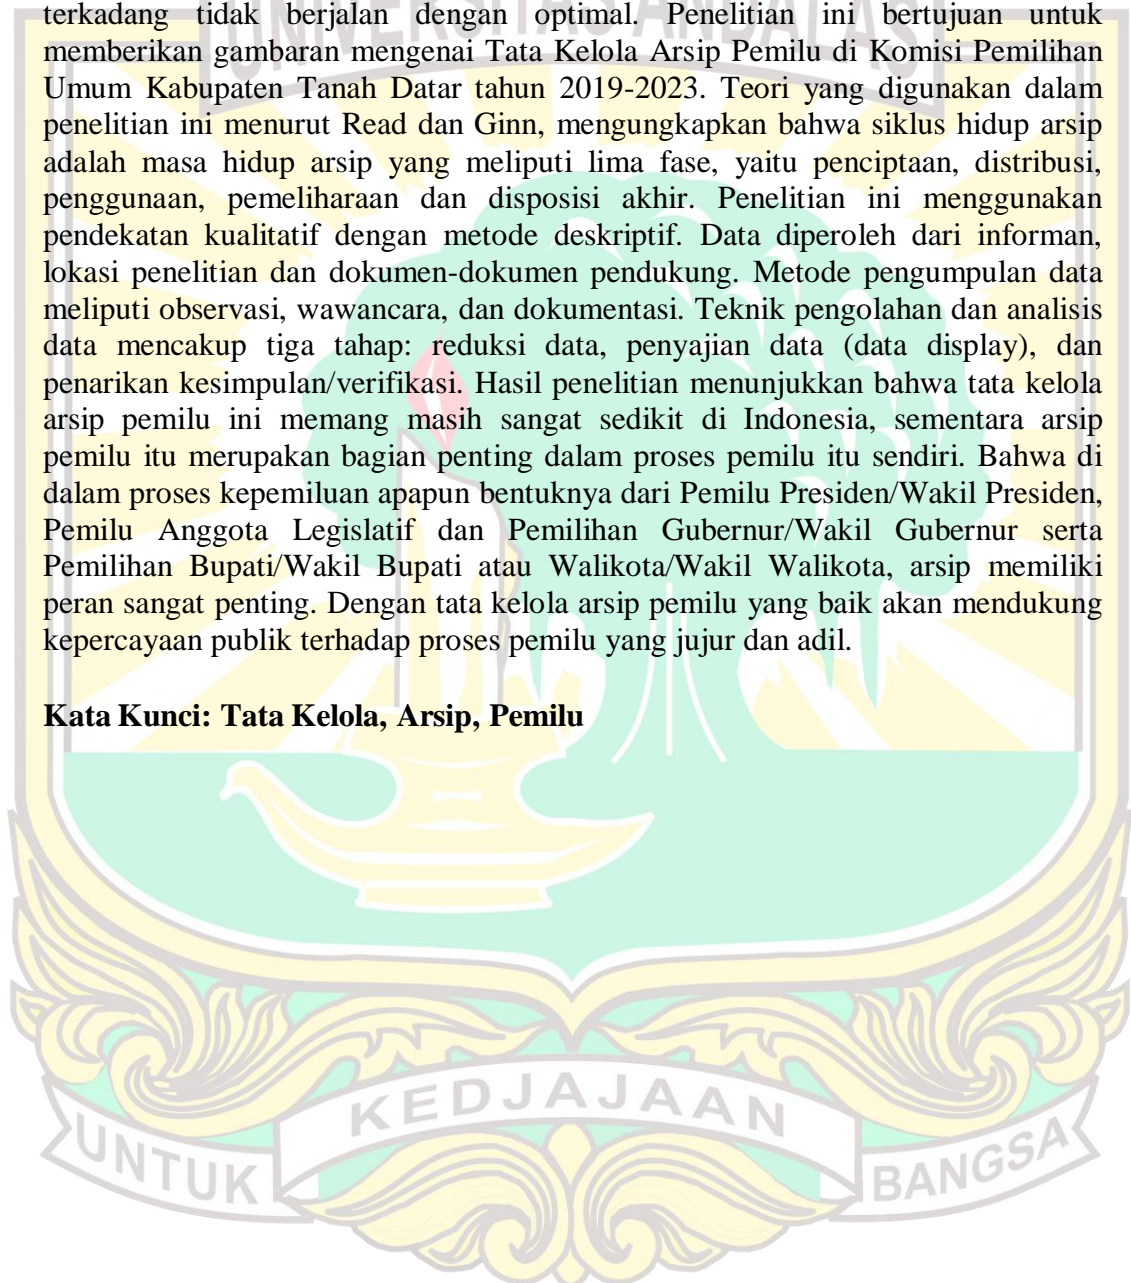 UNIVERSITAS ANDALAS
terkadang tidak berjalan dengan optimal. Penelitian ini bertujuan untuk
memberikan gambaran mengenai Tata Kelola Arsip Pemilu di Komisi Pemilihan
Umum Kabupaten Tanah Datar tahun 2019-2023. Teori yang digunakan dalam
penelitian ini menurut Read dan Ginn, mengungkapkan bahwa siklus hidup arsip
adalah masa hidup arsip yang meliputi lima fase, yaitu penciptaan, distribusi,
penggunaan, pemeliharaan dan disposisi akhir. Penelitian ini menggunakan
pendekatan kualitatif dengan metode deskriptif. Data diperoleh dari informan,
lokasi penelitian dan dokumen-dokumen pendukung. Metode pengumpulan data
meliputi observasi, wawancara, dan dokumentasi. Teknik pengolahan dan analisis
data mencakup tiga tahap: reduksi data, penyajian data (data display), dan
penarikan kesimpulan/verifikasi. Hasil penelitian menunjukkan bahwa tata kelola
arsip pemilu ini memang masih sangat sedikit di Indonesia, sementara arsip
pemilu itu merupakan bagian penting dalam proses pemilu itu sendiri. Bahwa di
dalam proses kepemiluan apapun bentuknya dari Pemilu Presiden/Wakil Presiden,
Pemilu Anggota Legislatif dan Pemilihan Gubernur/Wakil Gubernur serta
Pemilihan Bupati/Wakil Bupati atau Walikota/Wakil Walikota, arsip memiliki
peran sangat penting. Dengan tata kelola arsip pemilu yang baik akan mendukung
kepercayaan publik terhadap proses pemilu yang jujur dan adil.
Kata Kunci: Tata Kelola, Arsip, Pemilu
UNTUK KEDJAJAAN BANGSA